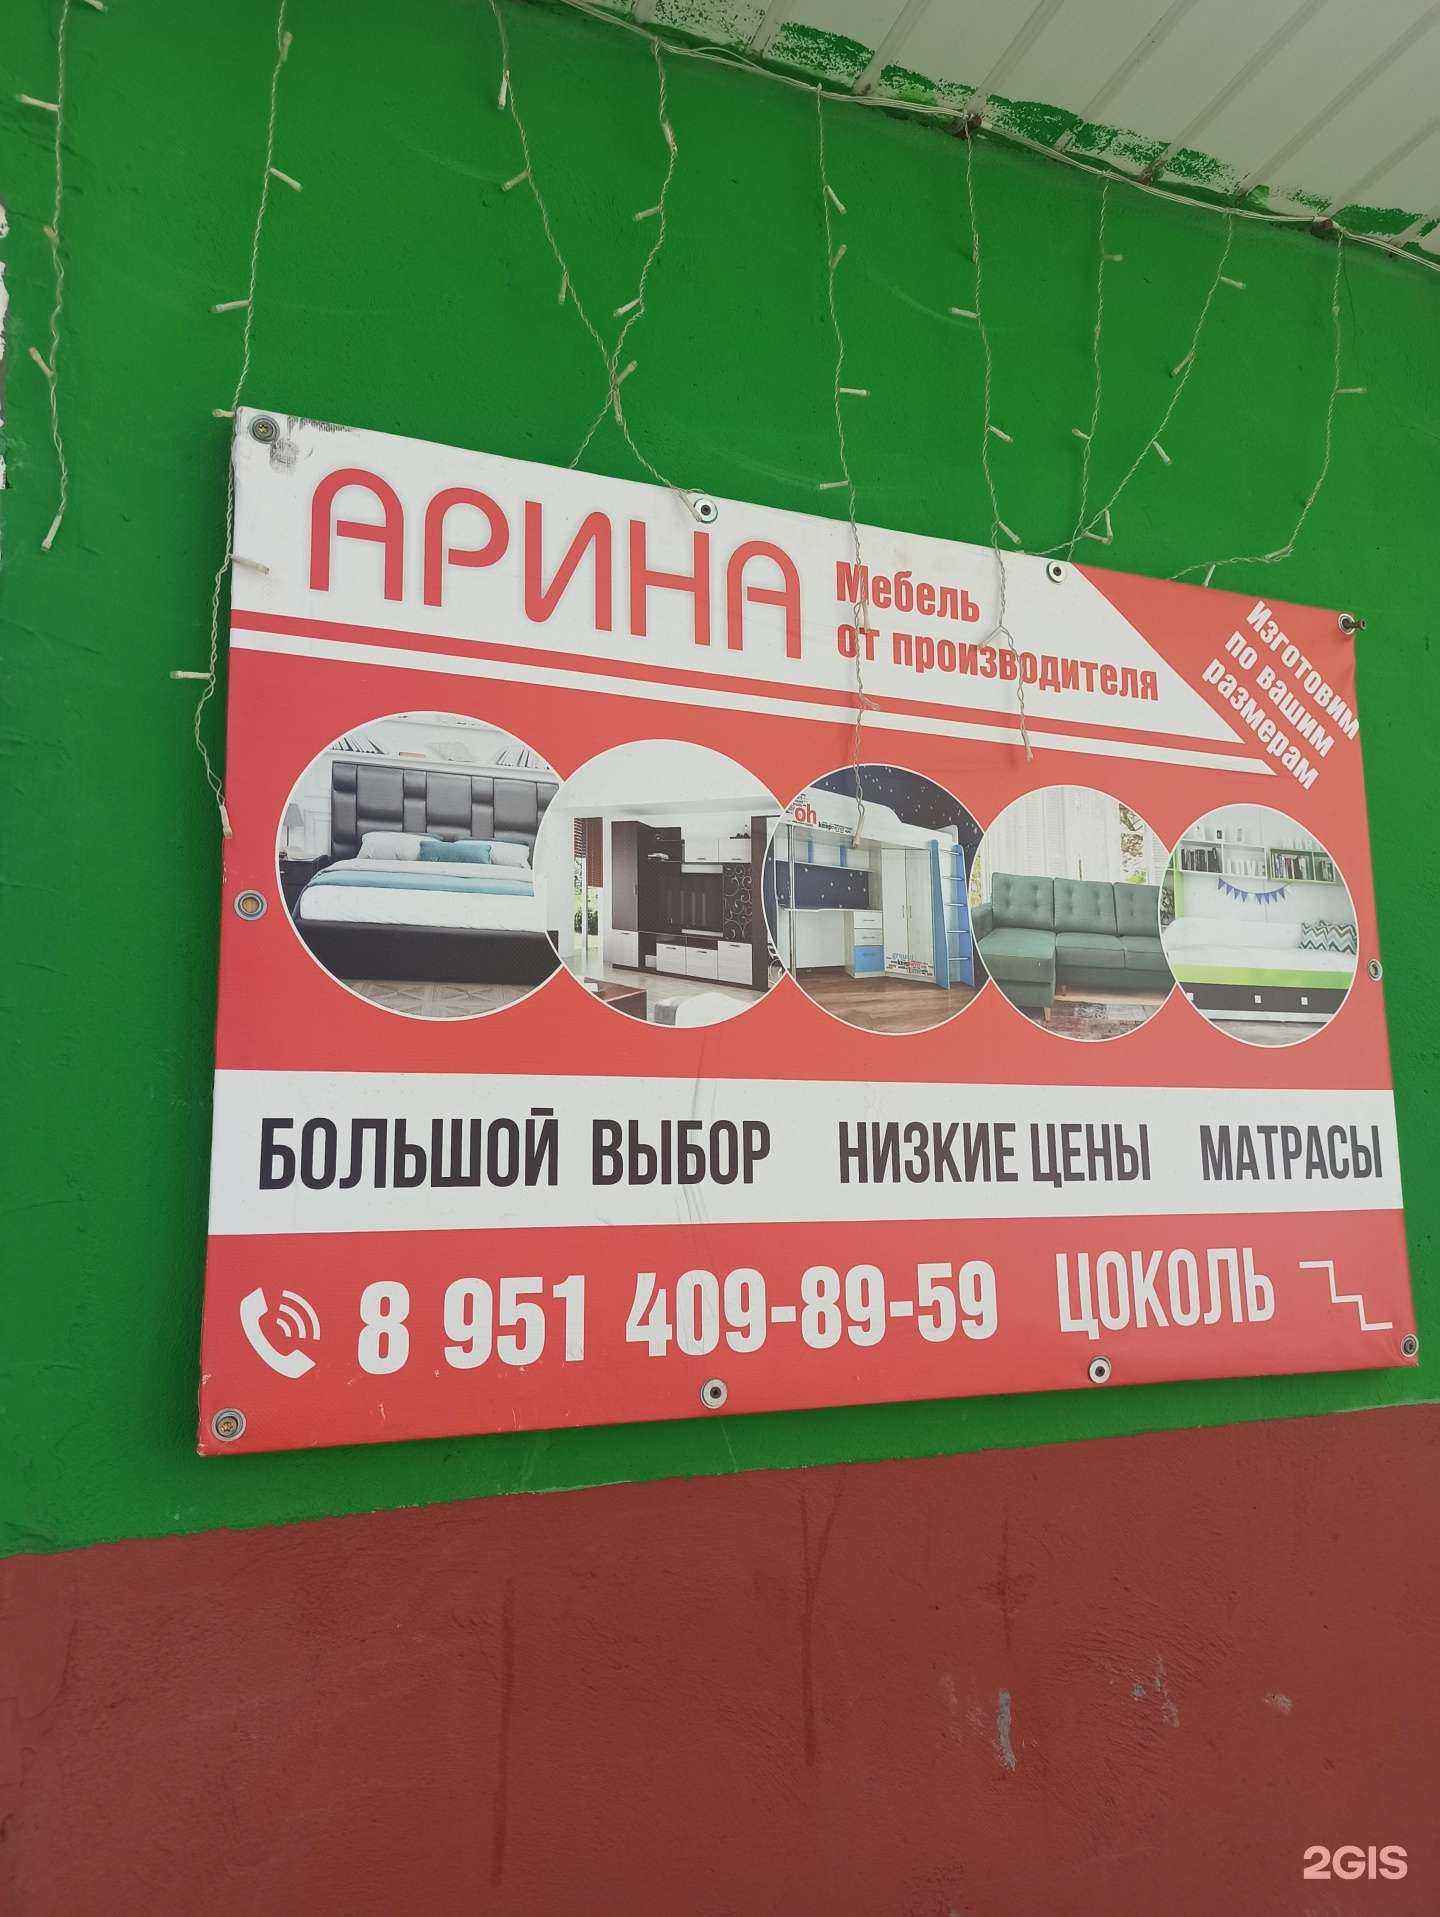 АРИНА
Мебель
от производителя
Изготовим
по вашим
размерам
oh
БОЛЬШОЙ ВЫБОР НИЗКИЕ ЦЕНЫ МАТРАСЫ
8 951 409-89-59 ЦОКОЛЬ
2GIS